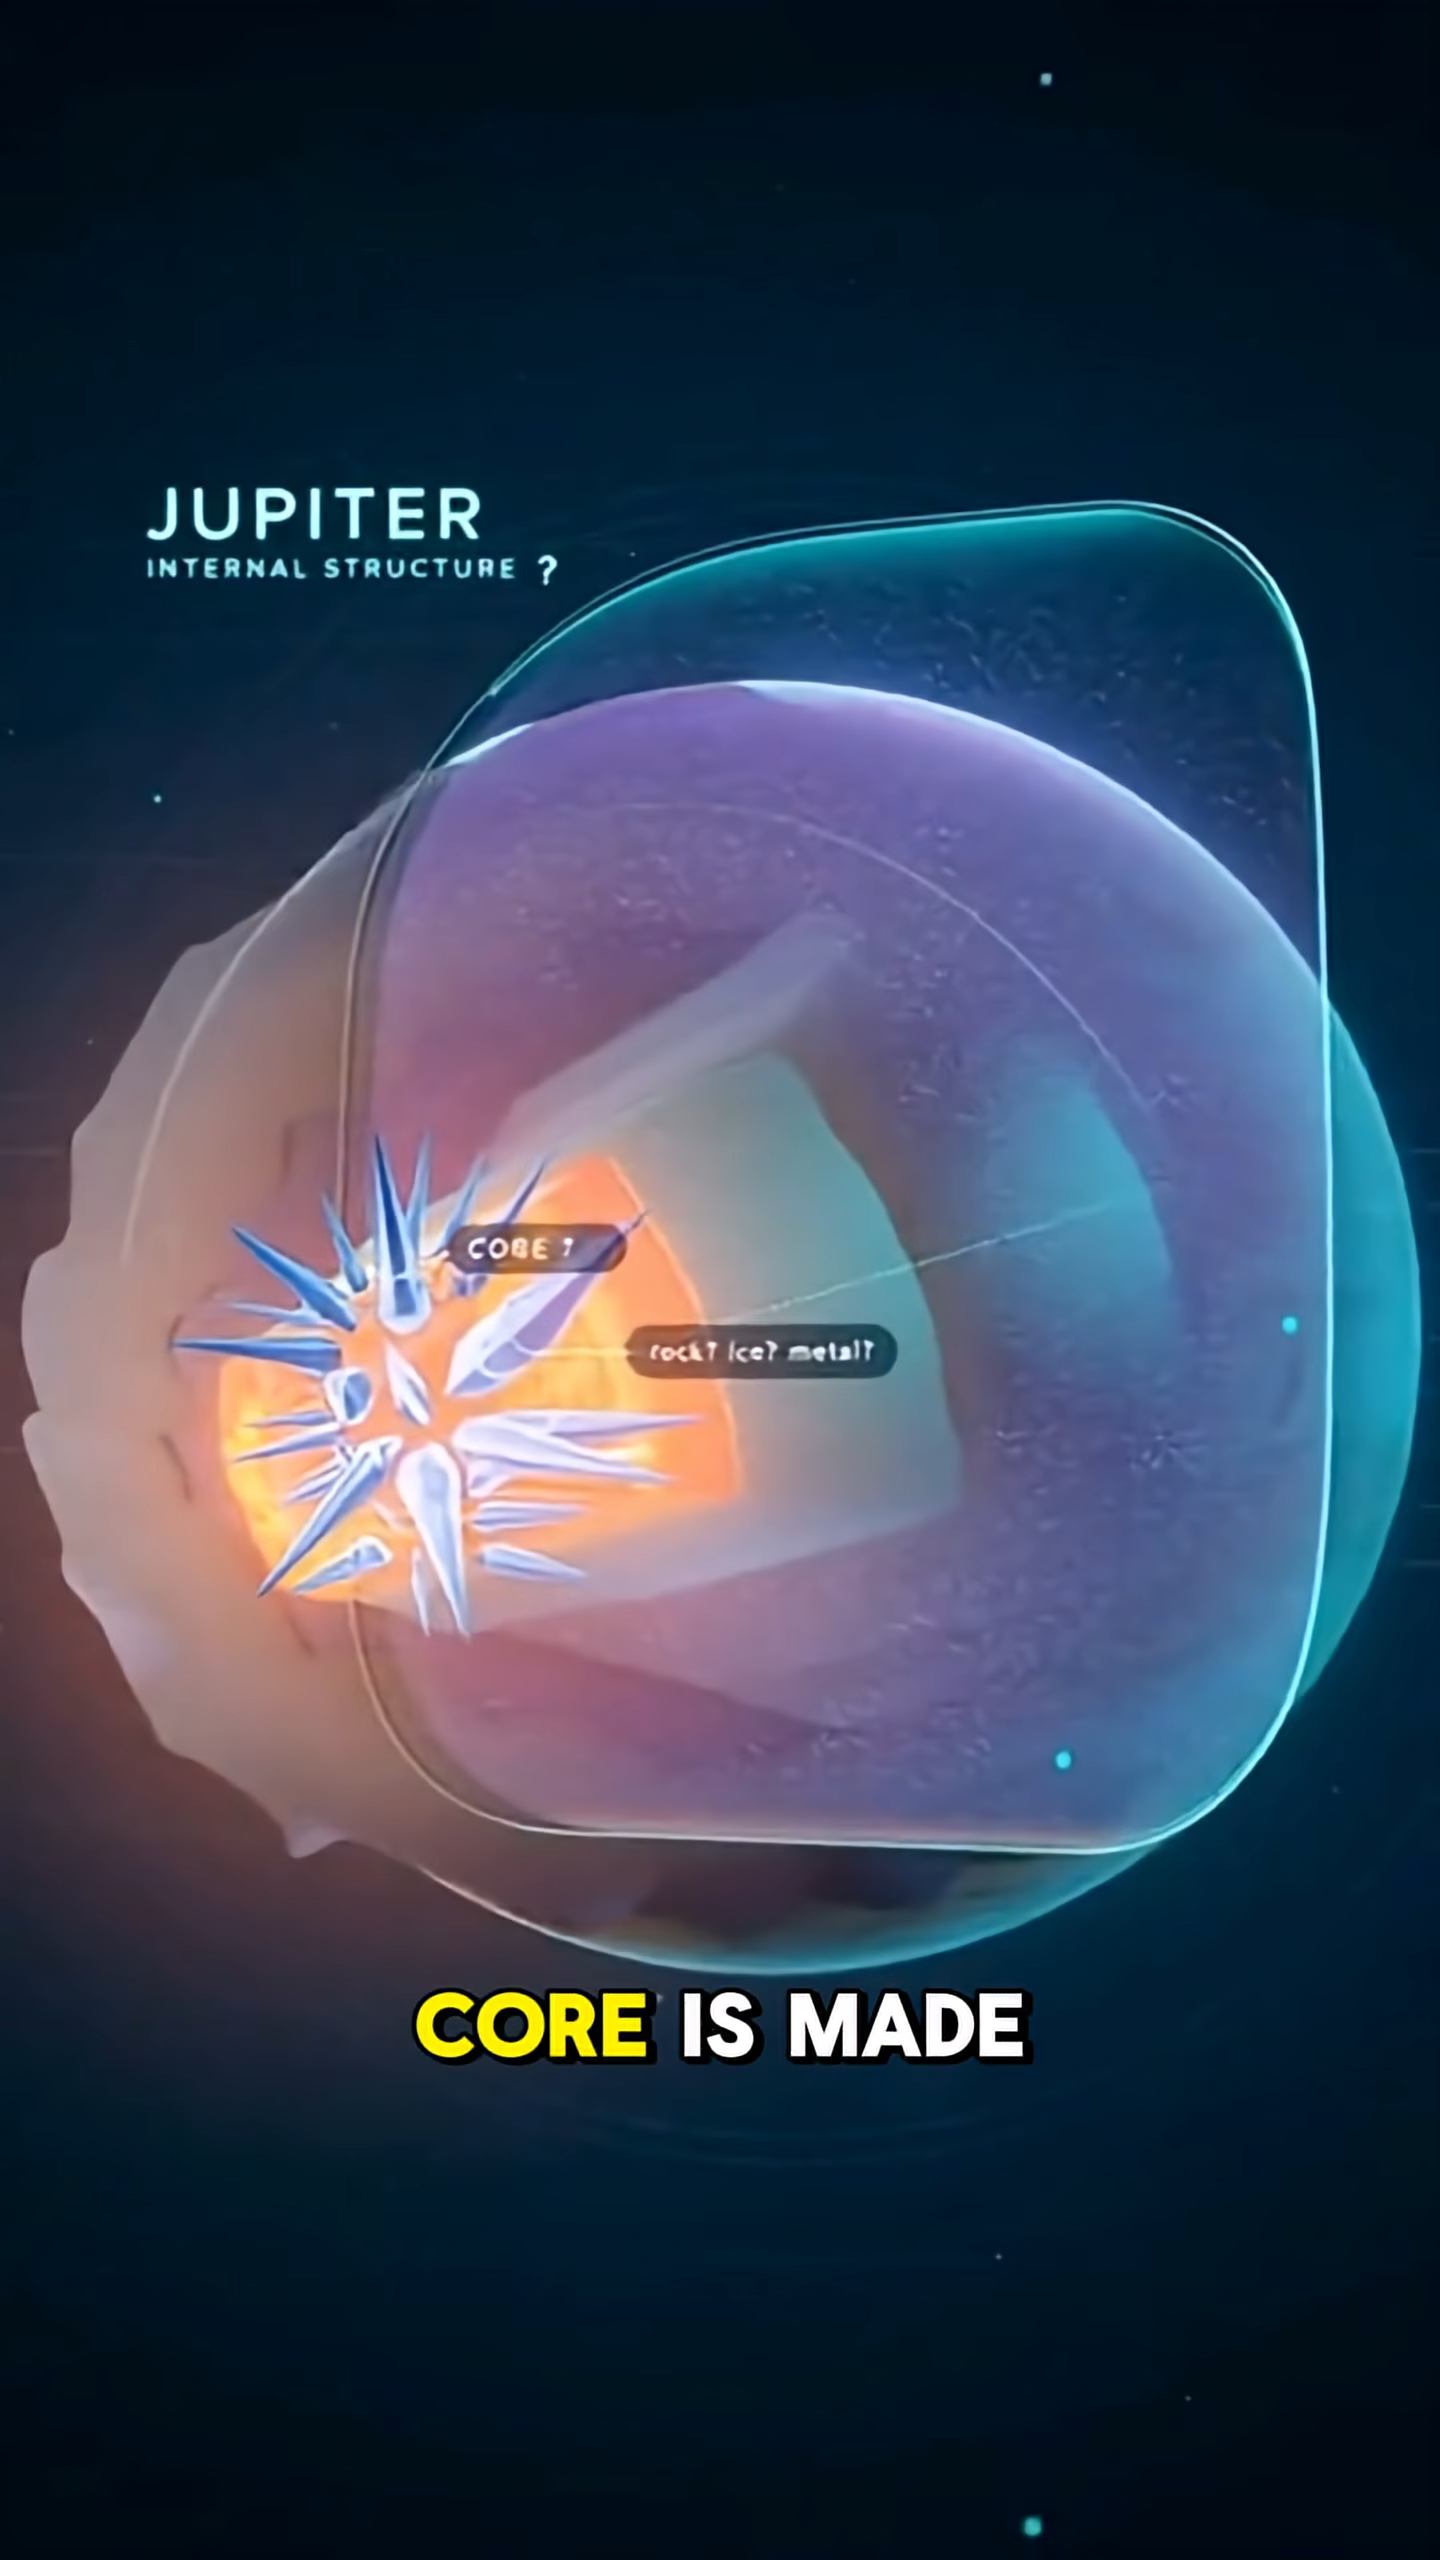 JUPITER
INTERNAL STRUCTURE ?
COBE ?
rock? ice? metal?
CORE IS MADE